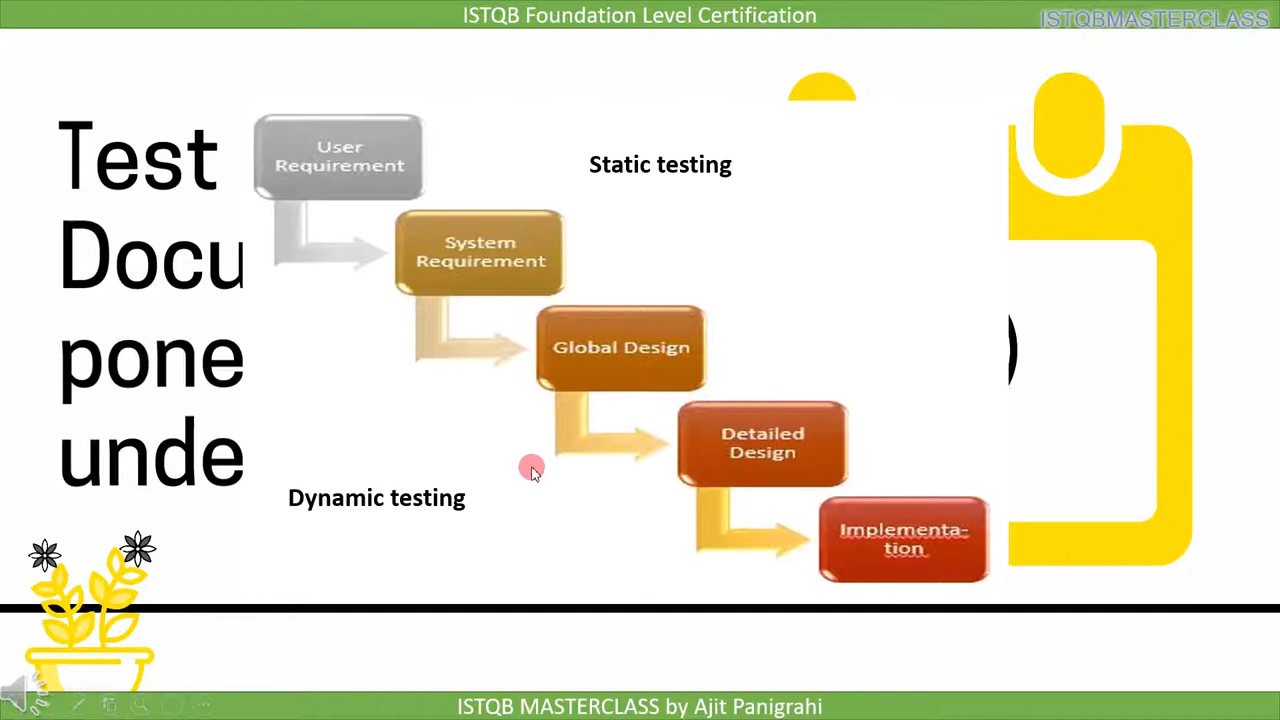 ISTQB Foundation Level Certification
ISTQBMASTERCLASS
Test
Docu
pone
unde
User
Requirement
Static testing
System
Requirement
Global Design
Detailed
Design
Dynamic testing
Implementa-
tion
ISTQB MASTERCLASS by Ajit Panigrahi